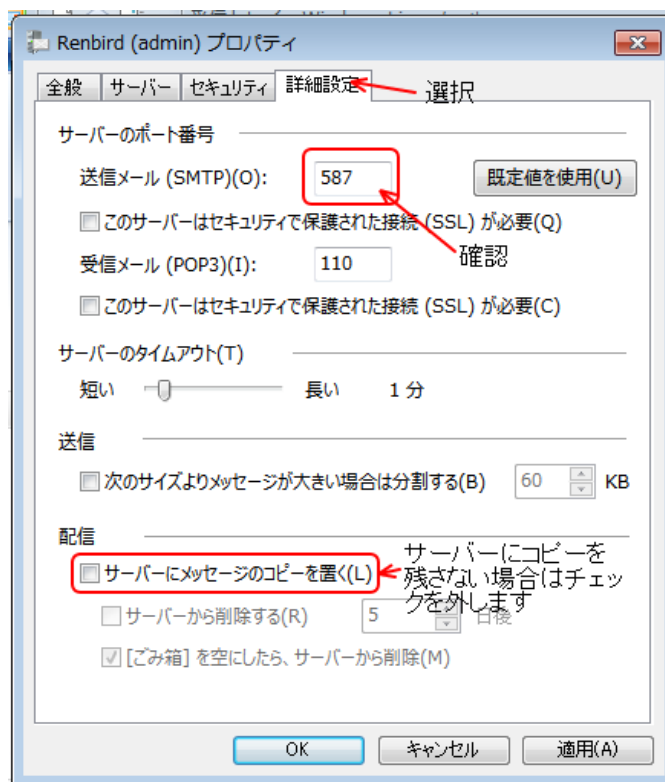 Renbird (admin) プロパティ
全般 サーバー セキュリティ 詳細設定
選択
サーバーのポート番号
送信メール (SMTP)(O): 587 既定値を使用(U)
このサーバーはセキュリティで保護された接続 (SSL) が必要(Q)
確認
受信メール (POP3)(I): 110
このサーバーはセキュリティで保護された接続 (SSL) が必要(C)
サーバーのタイムアウト(T)
短い 長い 1 分
送信
次のサイズよりメッセージが大きい場合は分割する(B) 60 KB
配信
サーバーにメッセージのコピーを置く(L)
サーバーにコピーを
残さない場合はチェッ
クを外します
サーバーから削除する(R) 5 日後
[ごみ箱] を空にしたら、サーバーから削除(M)
OK キャンセル 適用(A)